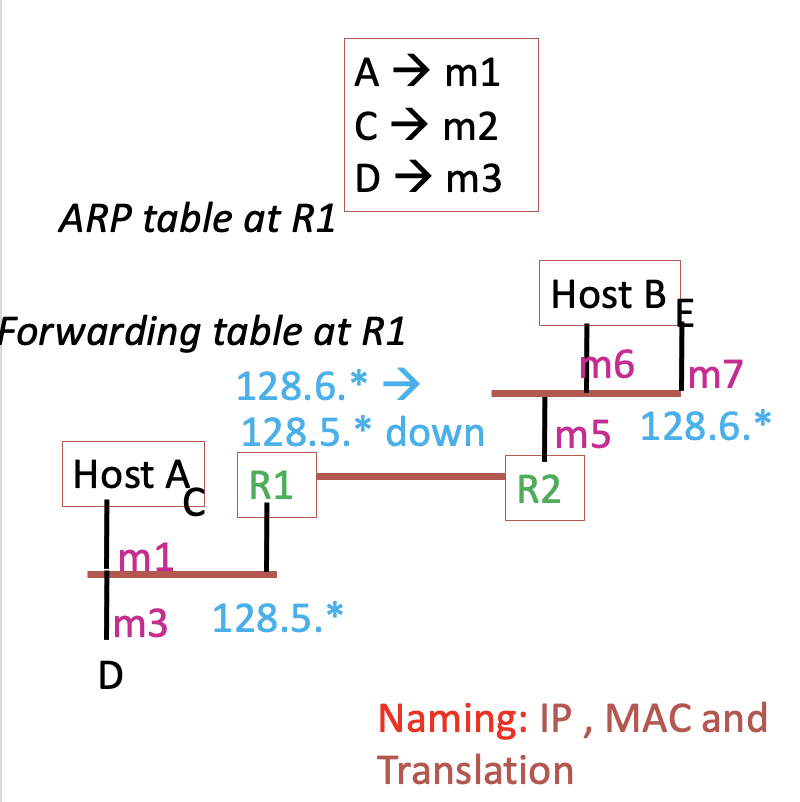 A → m1
C → m2
D → m3
ARP table at R1
Host B
E
Forwarding table at R1
m6
m7
128.6.* →
128.5.* down
m5
128.6.*
Host A
C
R1
R2
m1
m3
128.5.*
D
Naming: IP , MAC and
Translation